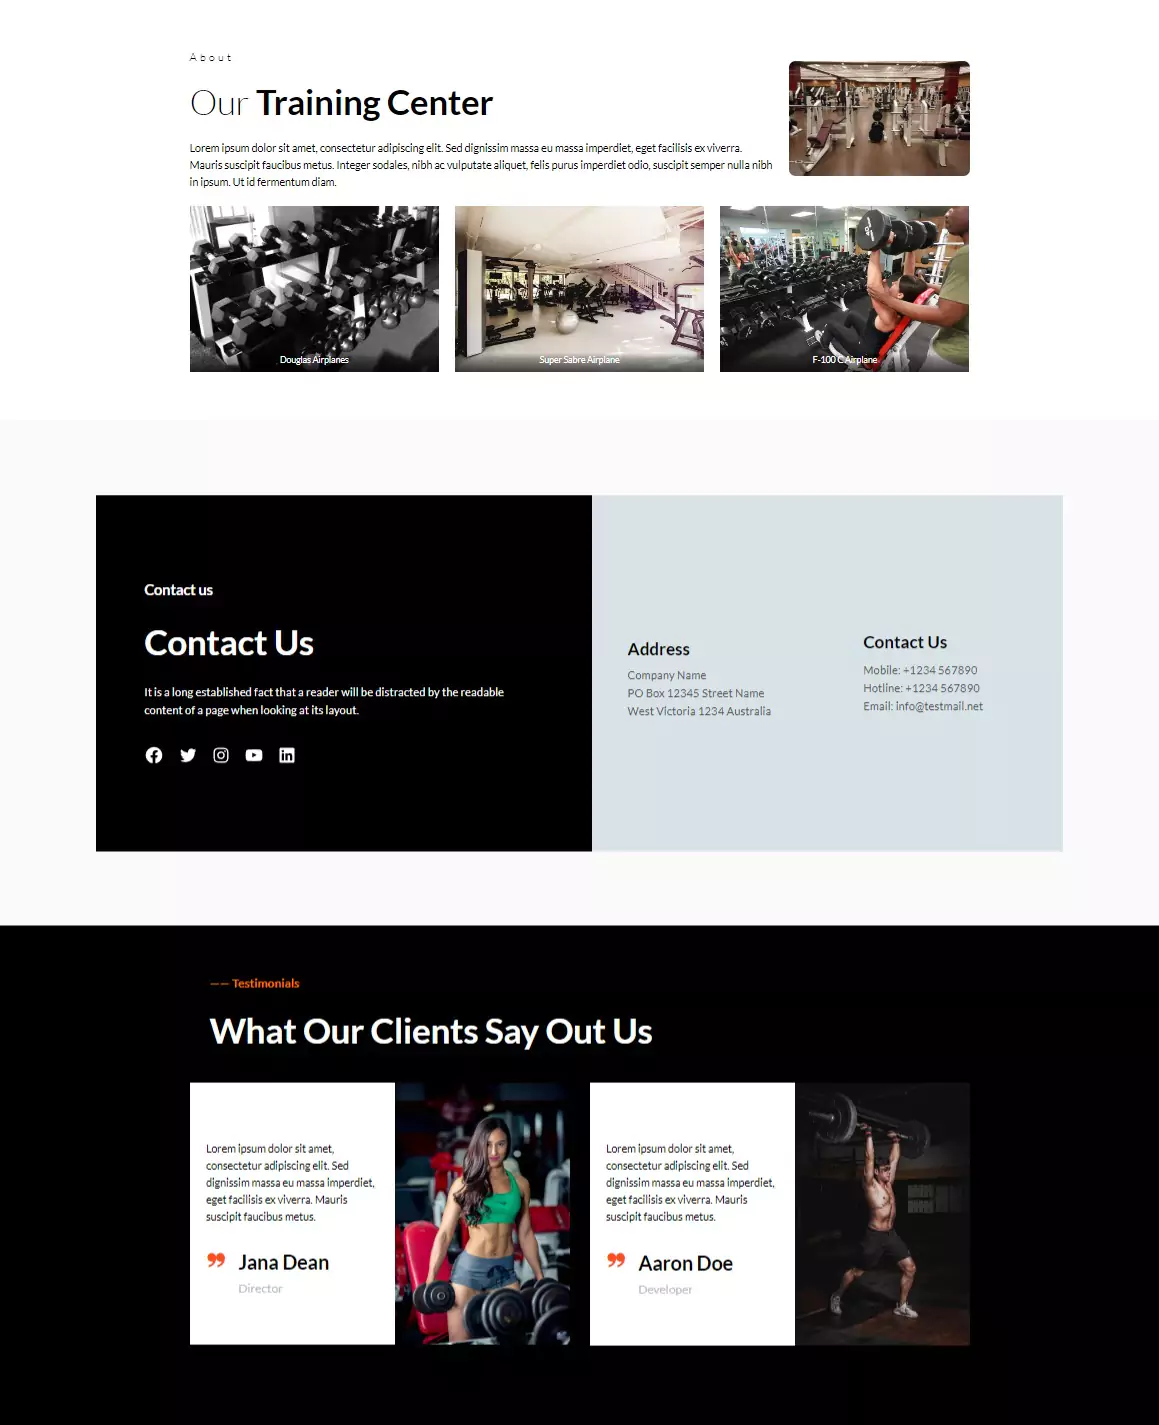 About
Our Training Center
Lorem ipsum dolor sit amet, consectetur adipiscing elit. Sed dignissim massa eu massa imperdiet, eget facilisis ex viverra.
Mauris suscipit faucibus metus. Integer sodales, nibh ac vulputate aliquet, felis purus imperdiet odio, suscipit semper nulla nibh
in ipsum. Ut id fermentum diam.
Douglas Airplanes
Super Sabre Airplane
F-100 C Airplane
Contact us
Contact Us
It is a long established fact that a reader will be distracted by the readable
content of a page when looking at its layout.
Address
Company Name
PO Box 12345 Street Name
West Victoria 1234 Australia
Contact Us
Mobile: +1234 567890
Hotline: +1234 567890
Email: info@testmail.net
—— Testimonials
What Our Clients Say Out Us
Lorem ipsum dolor sit amet,
consectetur adipiscing elit. Sed
dignissim massa eu massa imperdiet,
eget facilisis ex viverra. Mauris
suscipit faucibus metus.
Jana Dean
Director
Lorem ipsum dolor sit amet,
consectetur adipiscing elit. Sed
dignissim massa eu massa imperdiet,
eget facilisis ex viverra. Mauris
suscipit faucibus metus.
Aaron Doe
Developer